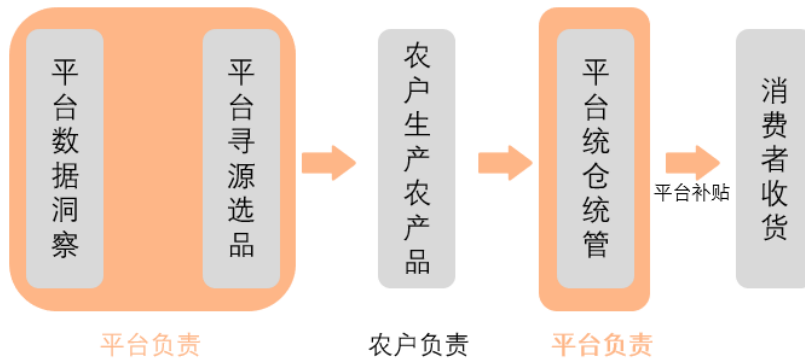 平台数据洞察
平台寻源选品
农户生产农产品
平台统仓统管
平台补贴
消费者收货
平台负责
农户负责
平台负责